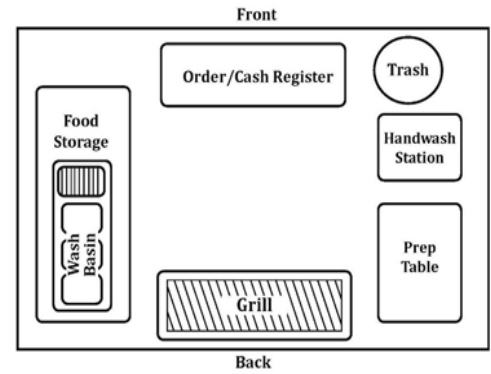 Front
Order/Cash Register
Trash
Food
Storage
Handwash
Station
Wash
Basin
Prep
Table
Grill
Back